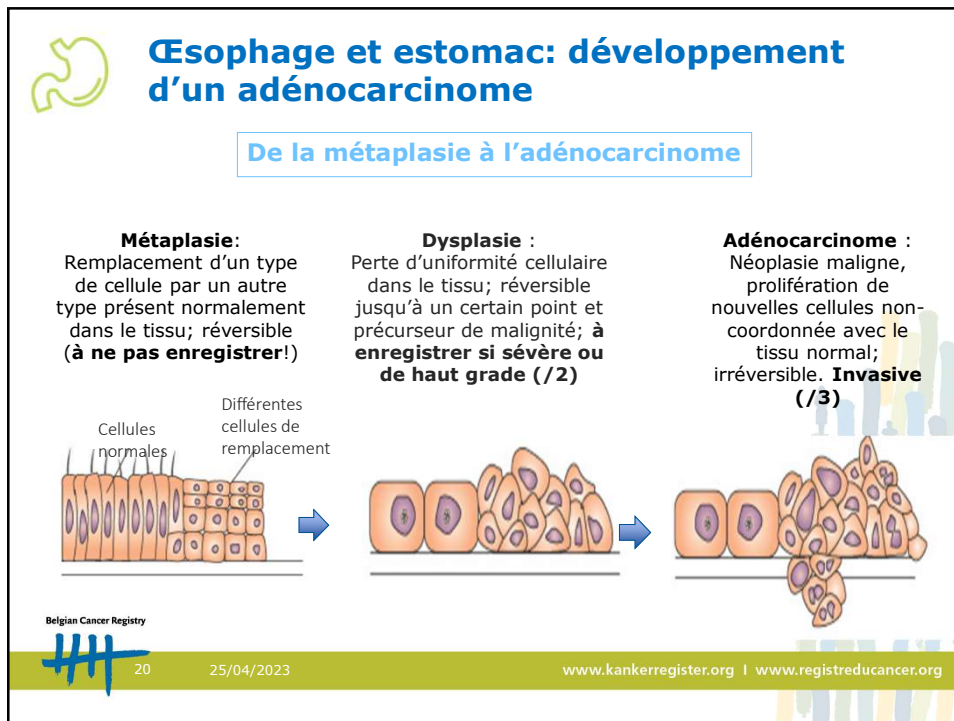 Œsophage et estomac: développement
d’un adénocarcinome
De la métaplasie à l’adénocarcinome
Métaplasie:
Remplacement d’un type
de cellule par un autre
type présent normalement
dans le tissu; réversible
(à ne pas enregistrer!)
Dysplasie :
Perte d’uniformité cellulaire
dans le tissu; réversible
jusqu’à un certain point et
précurseur de malignité; à
enregistrer si sévère ou
de haut grade (/2)
Adénocarcinome :
Néoplasie maligne,
prolifération de
nouvelles cellules non-
coordonnée avec le
tissu normal;
irréversible. Invasive
(/3)
Cellules
normales
Différentes
cellules de
remplacement
Belgian Cancer Registry
20
25/04/2023
www.kankerregister.org I www.registreducancer.org